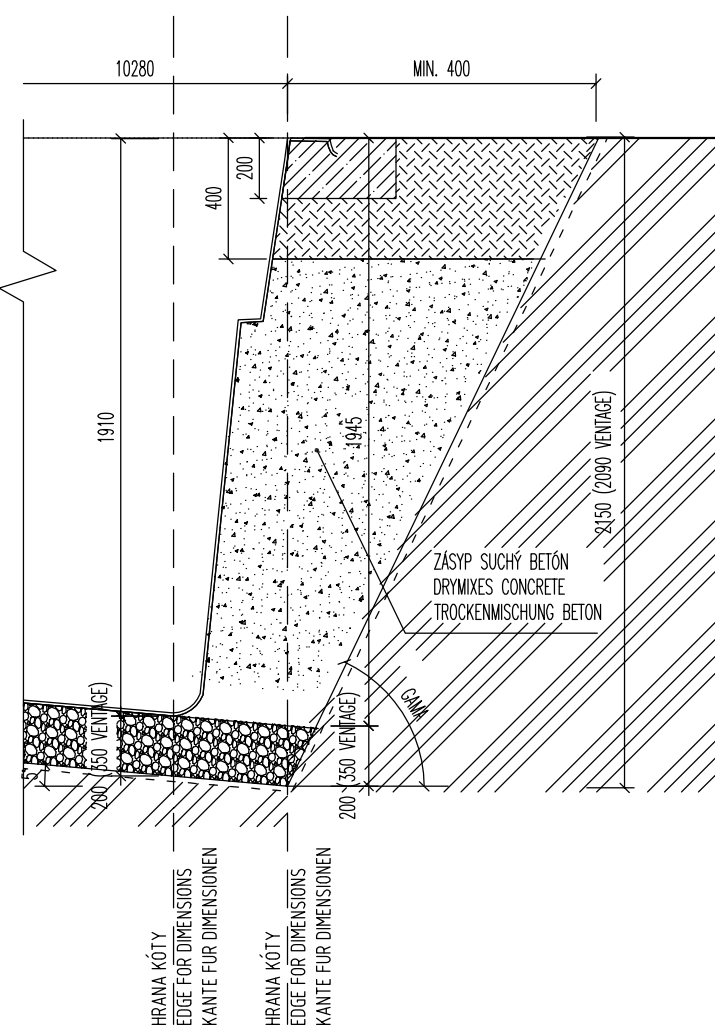 10280
MIN. 400
200
400
1910
1945
2150 (2090 VENTAGE)
ZÁSYP SUCHÝ BETÓN
DRYMIXES CONCRETE
TROCKENMISCHUNG BETON
GAMA
200 (350 VENTAGE)
200 (350 VENTAGE)
5
HRANA KÓTY
EDGE FOR DIMENSIONS
KANTE FUR DIMENSIONEN
HRANA KÓTY
EDGE FOR DIMENSIONS
KANTE FUR DIMENSIONEN